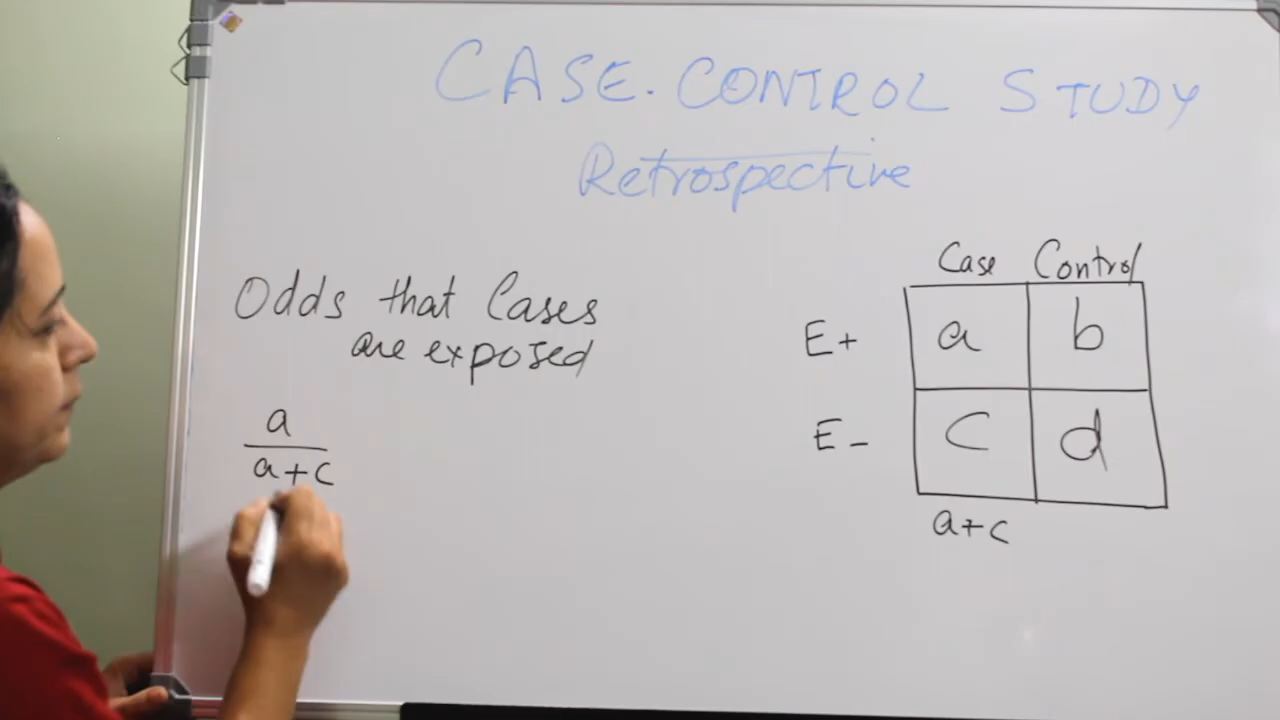 CASE-CONTROL STUDY
Retrospective
Odds that Cases
are exposed
a
a+c
Case Control
E+ a b
E- c d
a+c